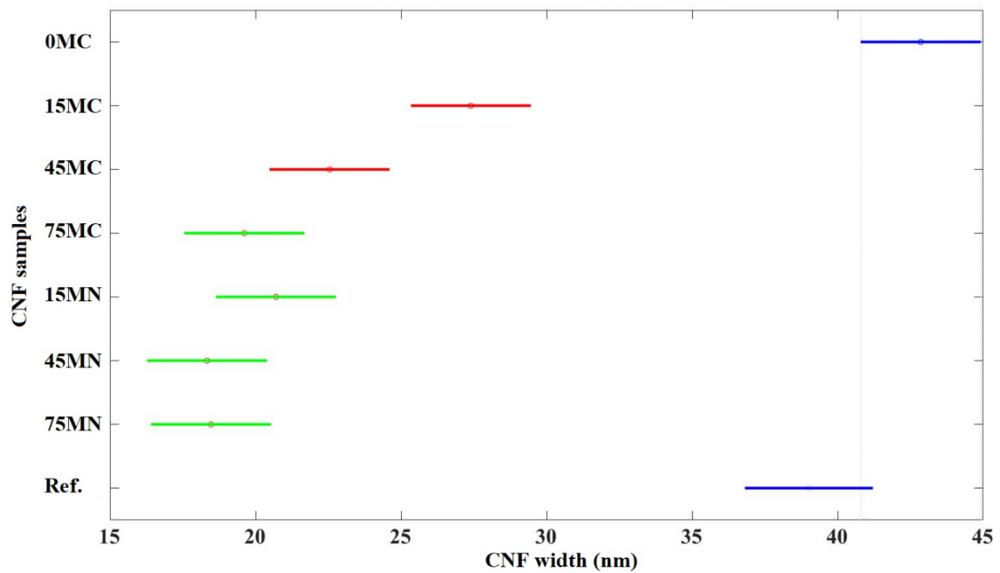 0MC
15MC
45MC
75MC
15MN
45MN
75MN
Ref.
CNF samples
15 20 25 30 35 40 45
CNF width (nm)